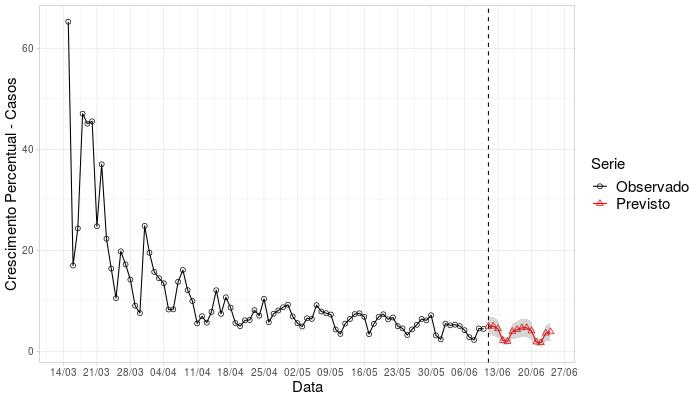 Crescimento Percentual - Casos
60
40
20
0
14/03 21/03 28/03 04/04 11/04 18/04 25/04 02/05 09/05 16/05 23/05 30/05 06/06 13/06 20/06 27/06
Data
Serie
Observado
Previsto